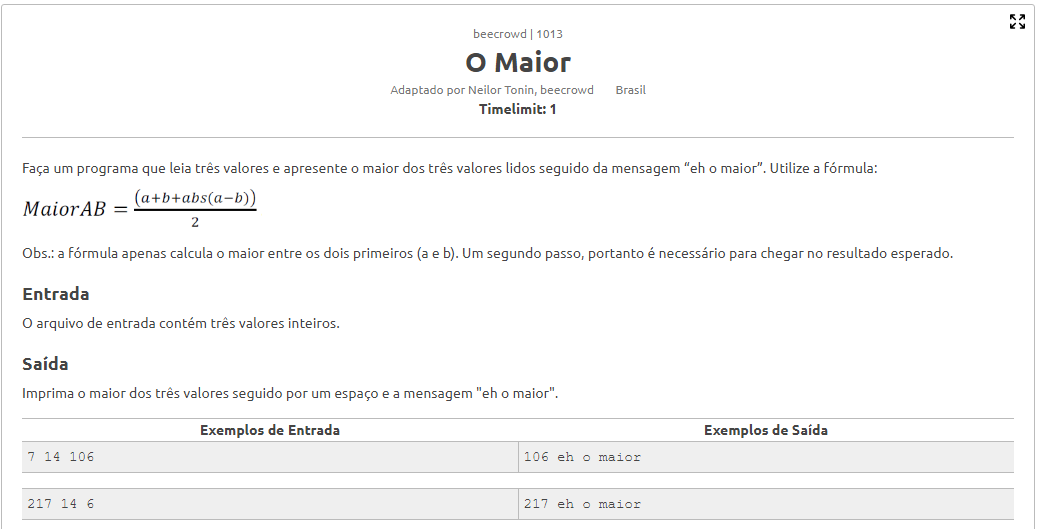 beecrowd | 1013
O Maior
Adaptado por Neilor Tonin, beecrowd Brasil
Timelimit: 1
Faça um programa que leia três valores e apresente o maior dos três valores lidos seguido da mensagem “eh o maior”. Utilize a fórmula:
MaiorAB = (a+b+abs(a−b))/2
Obs.: a fórmula apenas calcula o maior entre os dois primeiros (a e b). Um segundo passo, portanto é necessário para chegar no resultado esperado.
Entrada
O arquivo de entrada contém três valores inteiros.
Saída
Imprima o maior dos três valores seguido por um espaço e a mensagem "eh o maior".
Exemplos de Entrada Exemplos de Saída
7 14 106 106 eh o maior
217 14 6 217 eh o maior